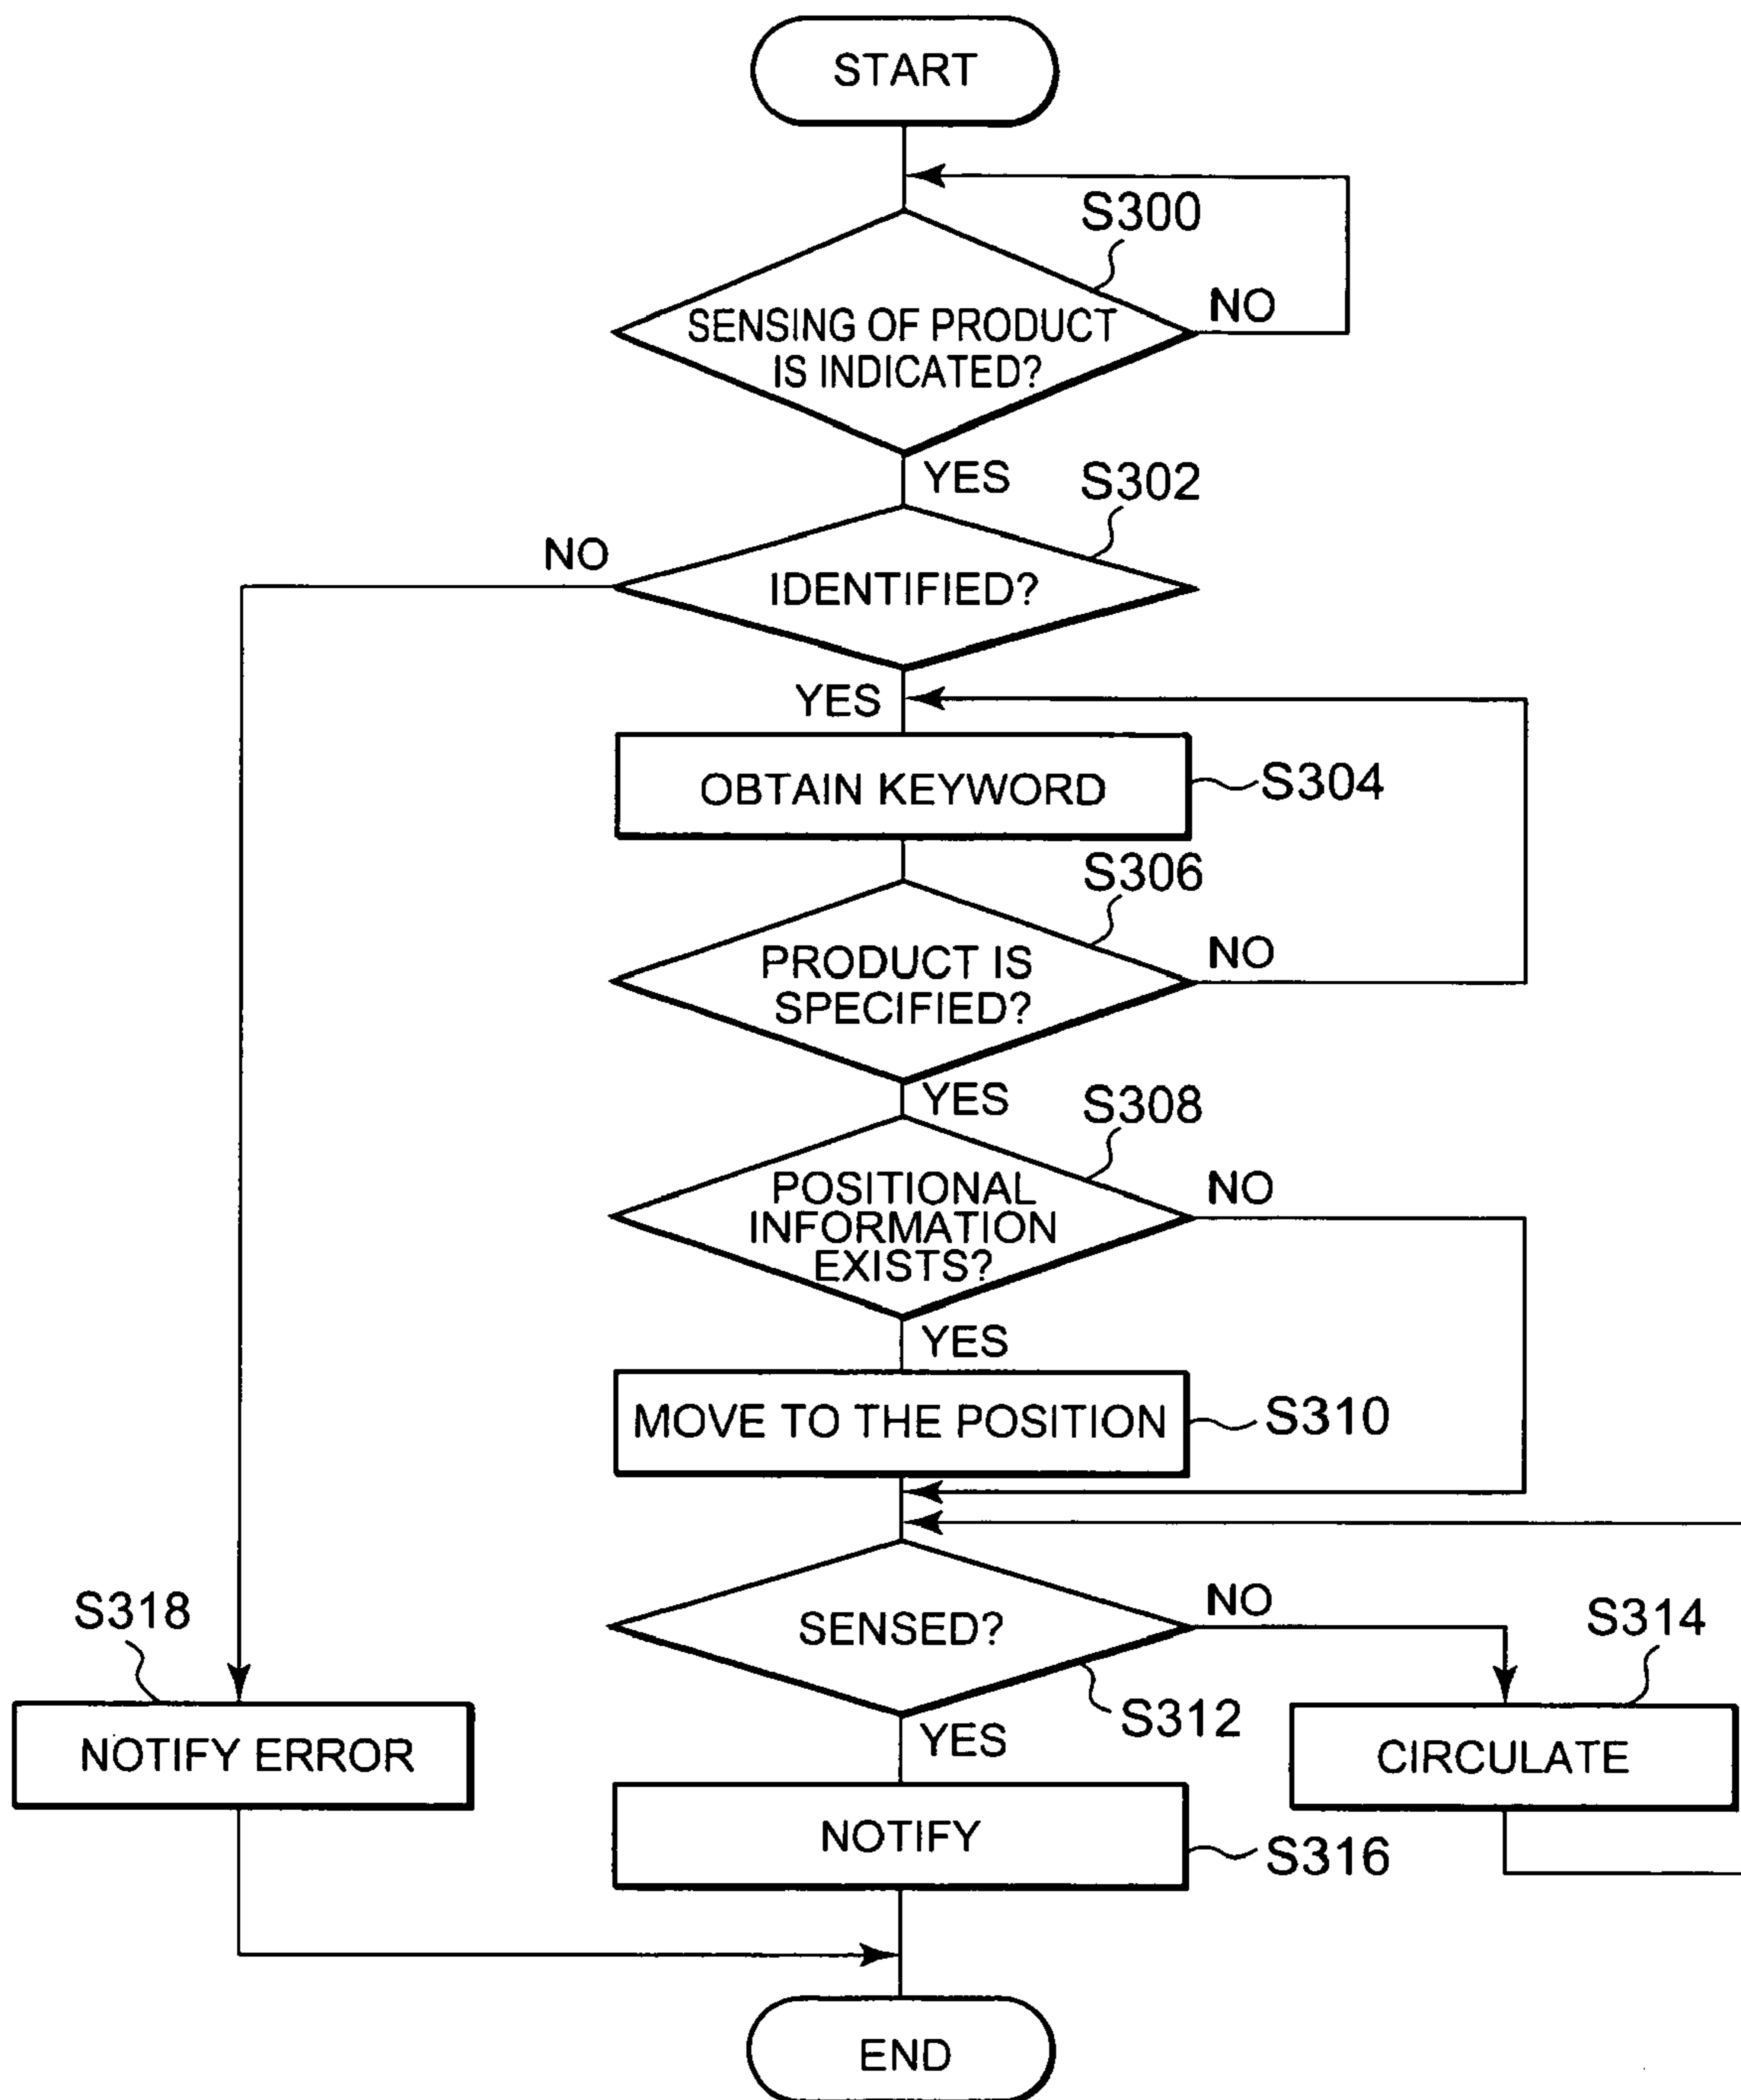 START
S300
SENSING OF PRODUCT
IS INDICATED?
NO
YES
S302
NO
IDENTIFIED?
YES
OBTAIN KEYWORD
S304
S306
PRODUCT IS
SPECIFIED?
NO
YES
S308
POSITIONAL
INFORMATION
EXISTS?
NO
YES
MOVE TO THE POSITION
S310
SENSED?
NO
S312
YES
S314
CIRCULATE
S318
NOTIFY ERROR
NOTIFY
S316
END